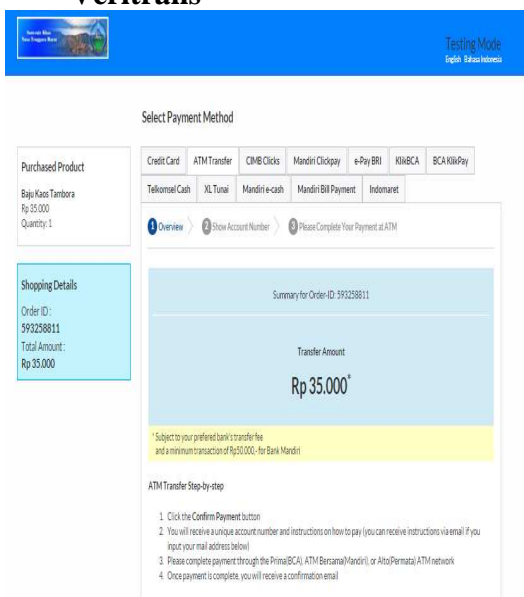 Veritrans
Testing Mode
English Bahasa Indonesia
Select Payment Method
Purchased Product
Baju Kaos Tambora
Rp 35.000
Quantity: 1
Shopping Details
Order ID :
593258811
Total Amount :
Rp 35.000
Credit Card ATM Transfer CIMB Clicks Mandiri Clickpay e-Pay BRI KlikBCA BCA KlikPay
Telkomsel Cash XL Tunai Mandiri e-cash Mandiri Bill Payment Indomaret
1 Overview 2 Show Account Number 3 Please Complete Your Payment at ATM
Summary for Order-ID: 593258811
Transfer Amount
Rp 35.000*
* Subject to your prefered bank's transfer fee
and a minimum transaction of Rp50.000,- for Bank Mandiri
ATM Transfer Step-by-step
1. Click the Confirm Payment button
2. You will receive a unique account number and instructions on how to pay (you can receive instructions via email if you
input your mail address below)
3. Please complete payment through the Prima(BCA), ATM Bersama(Mandiri), or Alto(Permata) ATM network
4. Once payment is complete, you will receive a confirmation email